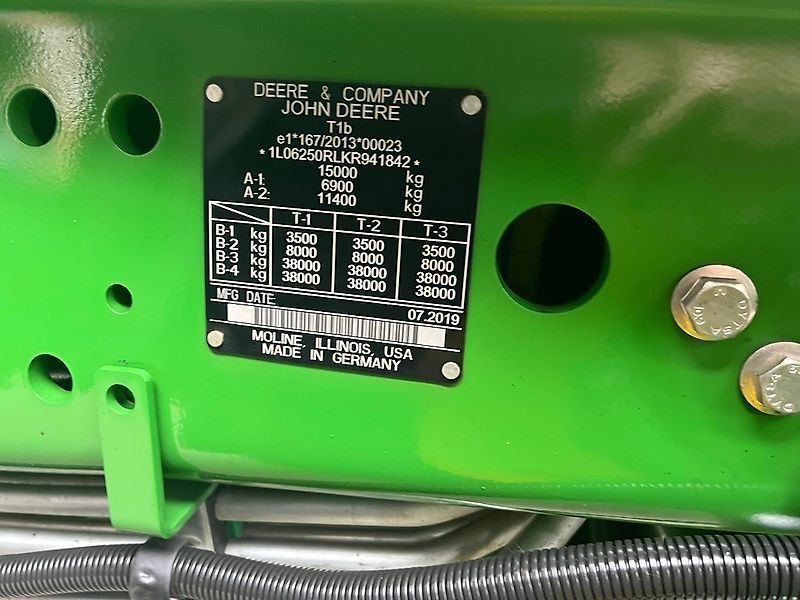 DEERE & COMPANY
JOHN DEERE
T1b
e1*167/2013*00023
*1L06250RLKR941842*
15000 kg
A-1: 6900 kg
A-2: 11400 kg
T-1 T-2 T-3
B-1 kg 3500 3500 3500
B-2 kg 8000 8000 8000
B-3 kg 38000 38000 38000
B-4 kg 38000 38000 38000
MFG DATE: 07.2019
MOLINE, ILLINOIS, USA
MADE IN GERMANY